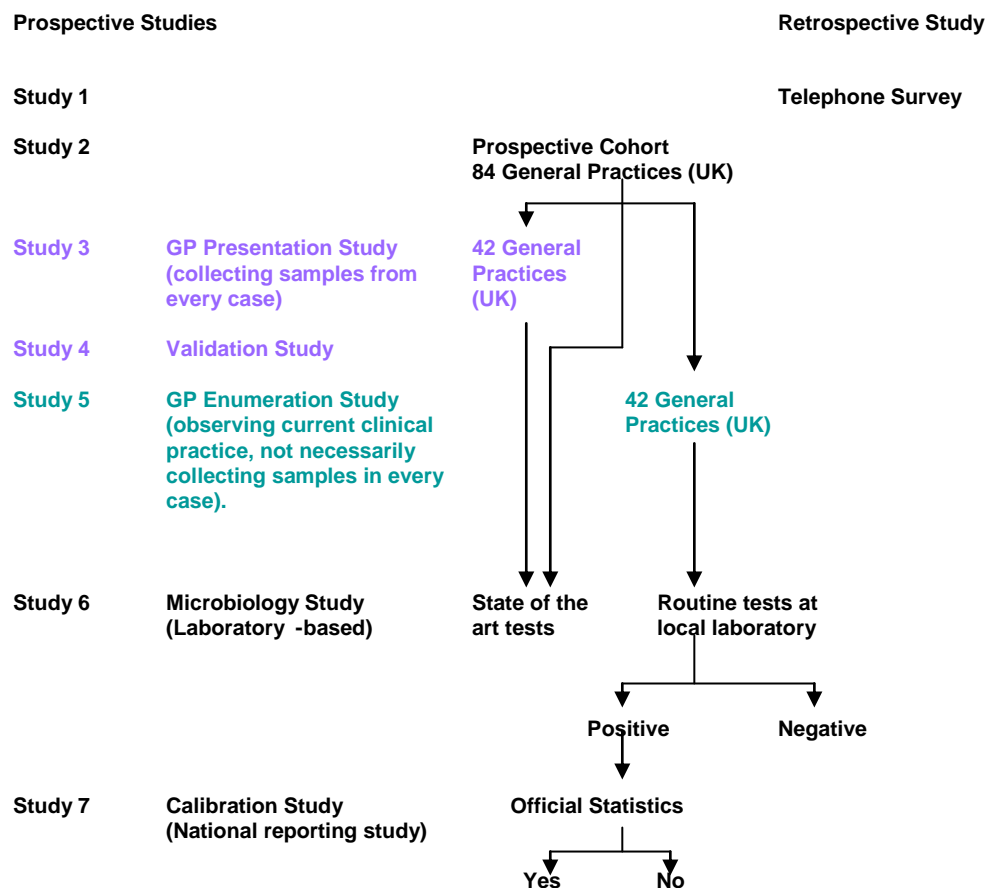 Prospective Studies
Retrospective Study
Study 1
Telephone Survey
Study 2
Prospective Cohort
84 General Practices (UK)
Study 3
GP Presentation Study
(collecting samples from
every case)
42 General
Practices
(UK)
Study 4
Validation Study
Study 5
GP Enumeration Study
(observing current clinical
practice, not necessarily
collecting samples in every
case).
42 General
Practices (UK)
Study 6
Microbiology Study
(Laboratory -based)
State of the
art tests
Routine tests at
local laboratory
Positive
Negative
Study 7
Calibration Study
(National reporting study)
Official Statistics
Yes
No